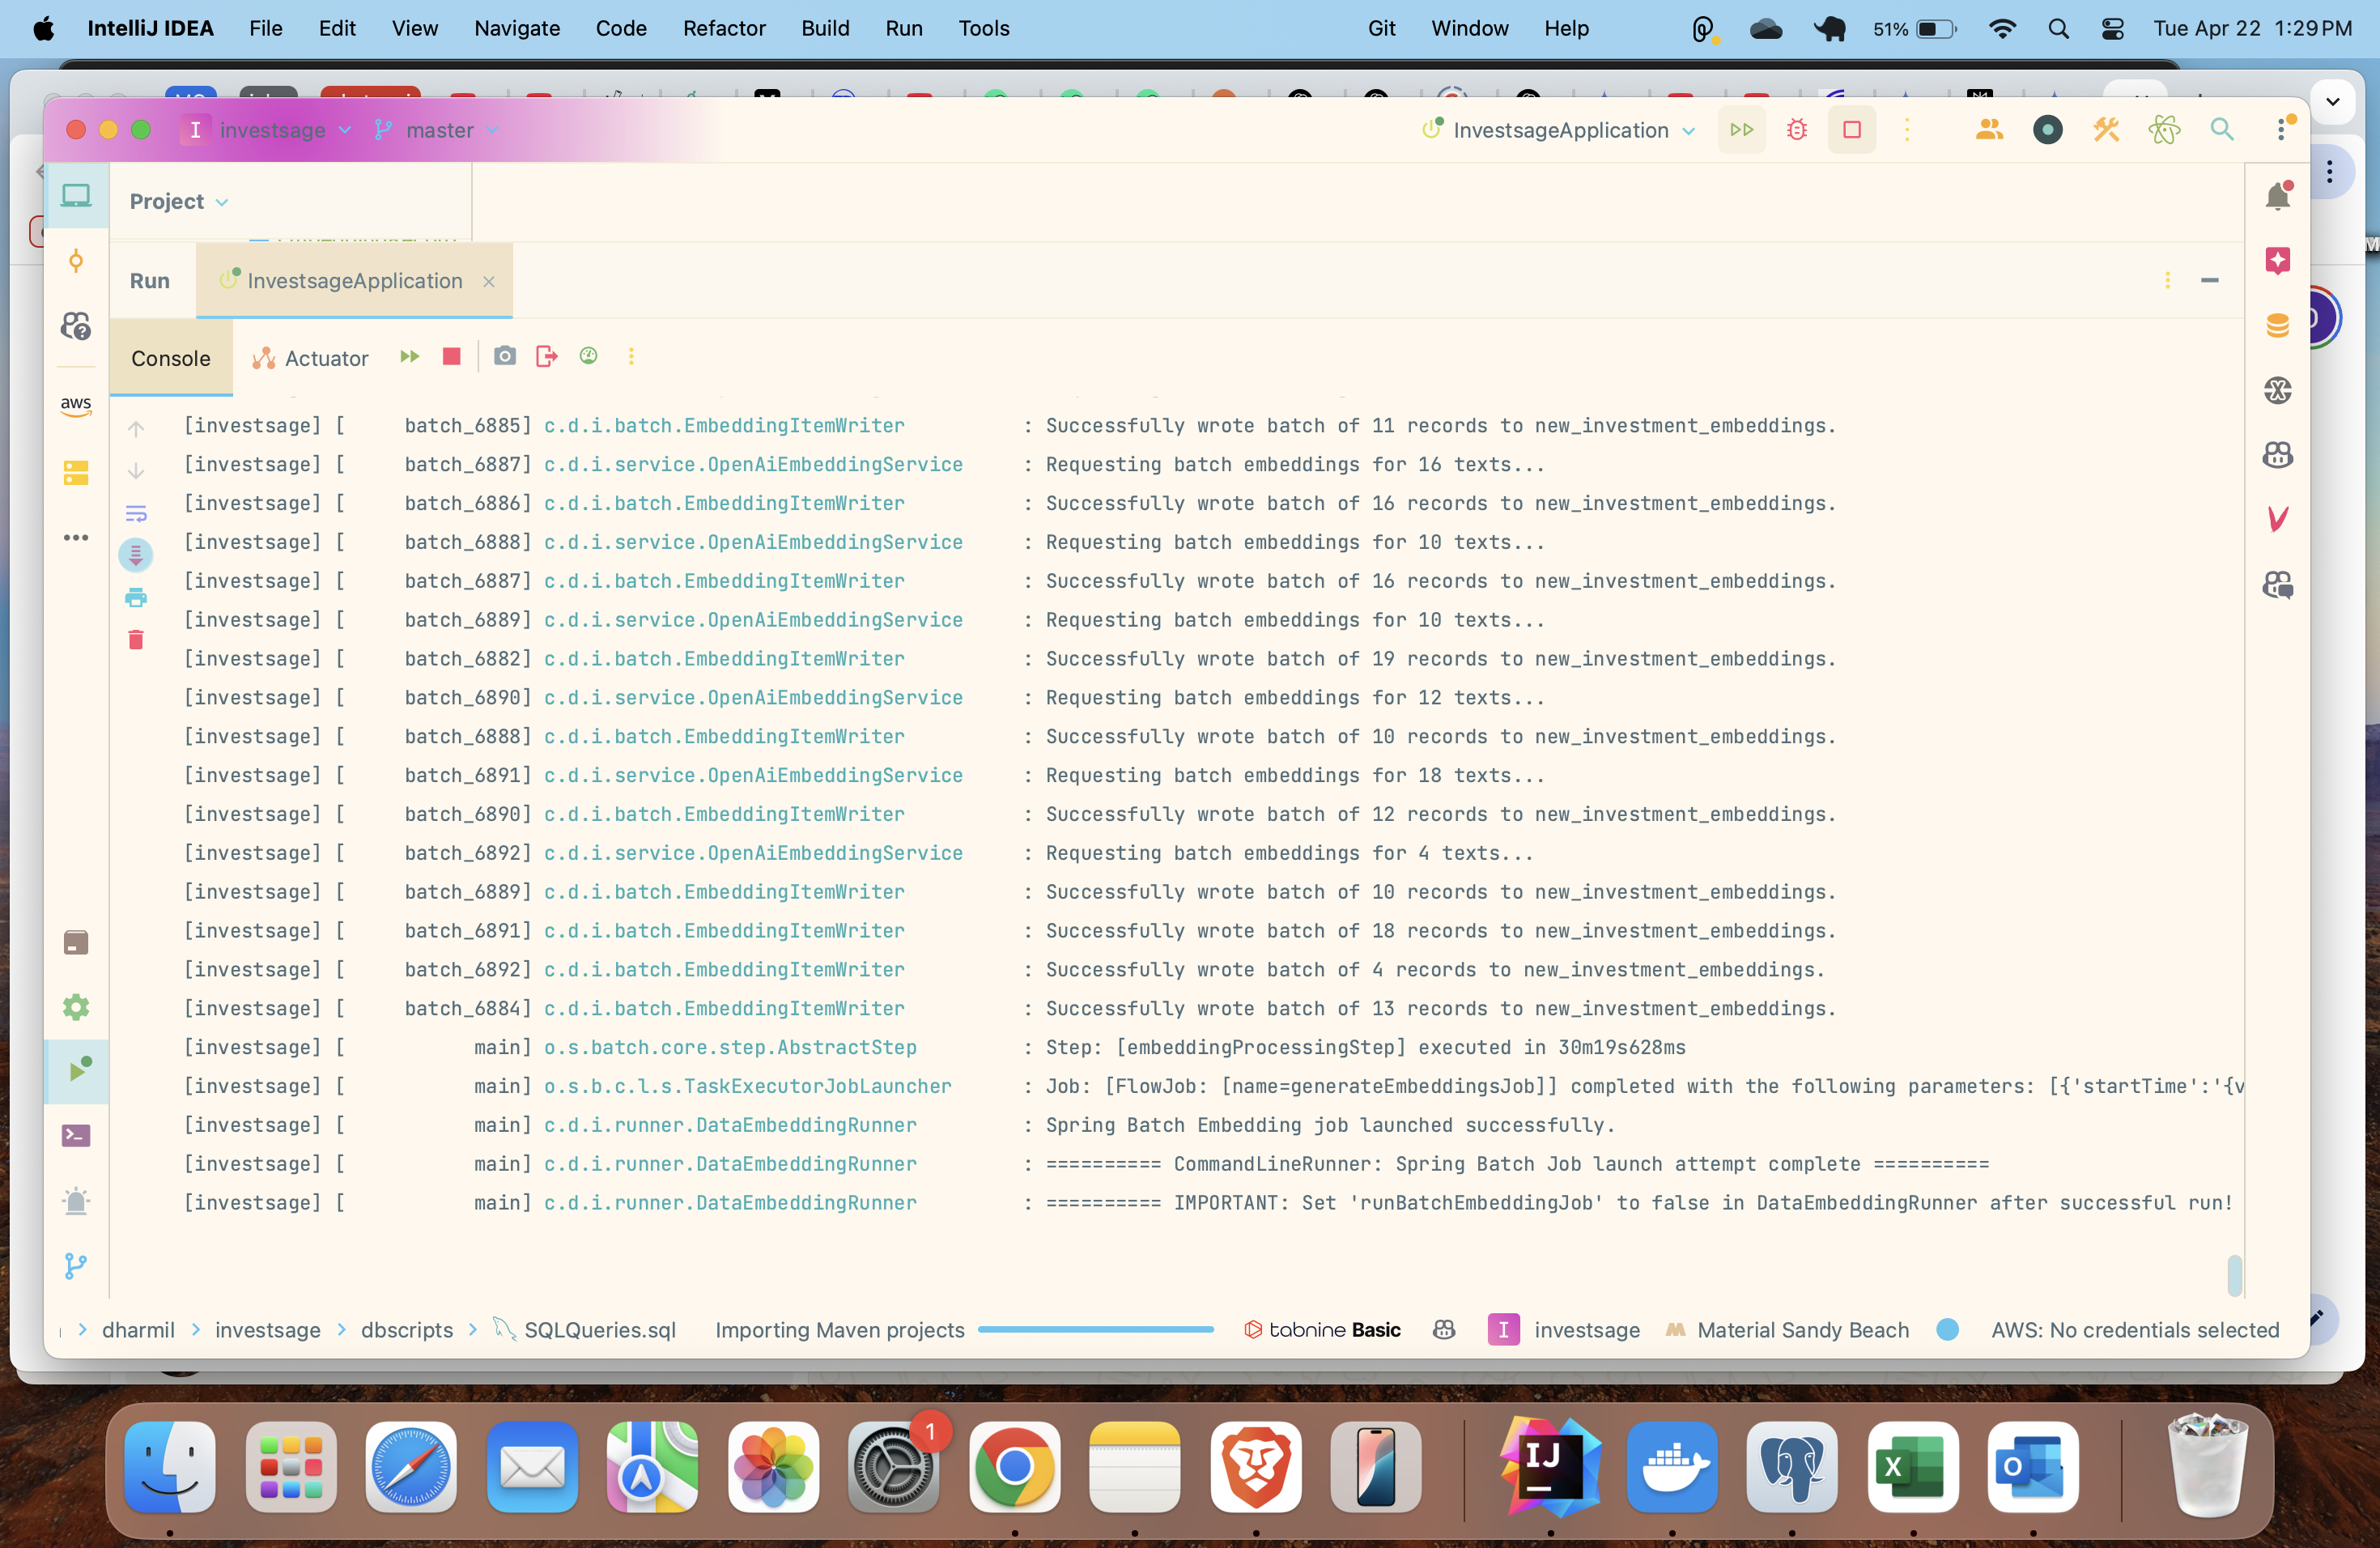 IntelliJ IDEA File Edit View Navigate Code Refactor Build Run Tools Git Window Help 51% Tue Apr 22 1:29 PM
I investsage master InvestsageApplication
Project
Run InvestsageApplication
Console Actuator
aws
[investsage] [ batch_6885] c.d.i.batch.EmbeddingItemWriter : Successfully wrote batch of 11 records to new_investment_embeddings.
[investsage] [ batch_6887] c.d.i.service.OpenAiEmbeddingService : Requesting batch embeddings for 16 texts...
[investsage] [ batch_6886] c.d.i.batch.EmbeddingItemWriter : Successfully wrote batch of 16 records to new_investment_embeddings.
[investsage] [ batch_6888] c.d.i.service.OpenAiEmbeddingService : Requesting batch embeddings for 10 texts...
[investsage] [ batch_6887] c.d.i.batch.EmbeddingItemWriter : Successfully wrote batch of 16 records to new_investment_embeddings.
[investsage] [ batch_6889] c.d.i.service.OpenAiEmbeddingService : Requesting batch embeddings for 10 texts...
[investsage] [ batch_6882] c.d.i.batch.EmbeddingItemWriter : Successfully wrote batch of 19 records to new_investment_embeddings.
[investsage] [ batch_6890] c.d.i.service.OpenAiEmbeddingService : Requesting batch embeddings for 12 texts...
[investsage] [ batch_6888] c.d.i.batch.EmbeddingItemWriter : Successfully wrote batch of 10 records to new_investment_embeddings.
[investsage] [ batch_6891] c.d.i.service.OpenAiEmbeddingService : Requesting batch embeddings for 18 texts...
[investsage] [ batch_6890] c.d.i.batch.EmbeddingItemWriter : Successfully wrote batch of 12 records to new_investment_embeddings.
[investsage] [ batch_6892] c.d.i.service.OpenAiEmbeddingService : Requesting batch embeddings for 4 texts...
[investsage] [ batch_6889] c.d.i.batch.EmbeddingItemWriter : Successfully wrote batch of 10 records to new_investment_embeddings.
[investsage] [ batch_6891] c.d.i.batch.EmbeddingItemWriter : Successfully wrote batch of 18 records to new_investment_embeddings.
[investsage] [ batch_6892] c.d.i.batch.EmbeddingItemWriter : Successfully wrote batch of 4 records to new_investment_embeddings.
[investsage] [ batch_6884] c.d.i.batch.EmbeddingItemWriter : Successfully wrote batch of 13 records to new_investment_embeddings.
[investsage] [ main] o.s.batch.core.step.AbstractStep : Step: [embeddingProcessingStep] executed in 30m19s628ms
[investsage] [ main] o.s.b.c.l.s.TaskExecutorJobLauncher : Job: [FlowJob: [name=generateEmbeddingsJob]] completed with the following parameters: [{'startTime':'{v
[investsage] [ main] c.d.i.runner.DataEmbeddingRunner : Spring Batch Embedding job launched successfully.
[investsage] [ main] c.d.i.runner.DataEmbeddingRunner : ========== CommandLineRunner: Spring Batch Job launch attempt complete ==========
[investsage] [ main] c.d.i.runner.DataEmbeddingRunner : ========== IMPORTANT: Set 'runBatchEmbeddingJob' to false in DataEmbeddingRunner after successful run!
dharmil investsage dbscripts SQLQueries.sql Importing Maven projects tabnine Basic I investsage Material Sandy Beach AWS: No credentials selected
1
IJ
X
O